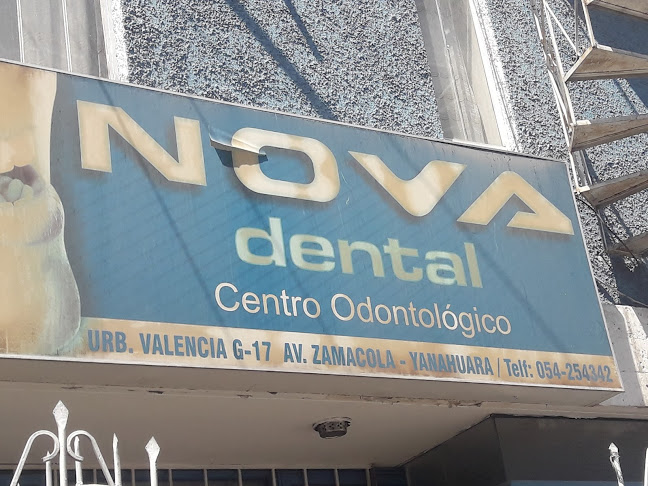 NOVA
dental
Centro Odontológico
URB. VALENCIA G-17 AV. ZAMACOLA - YANAHUARA / Telf: 054-254342